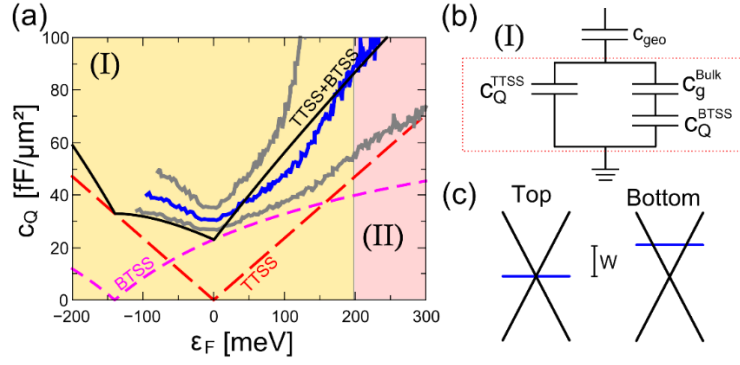 (a)
(I)
(II)
TTSS+BTSS
BTSS
TTSS
100
80
60
40
20
0
-200
-100
0
100
200
300
c_Q [fF/µm²]
ε_F [meV]
(b)
(I)
c_geo
c_Q^TTSS
c_g^Bulk
c_Q^BTSS
(c)
Top
Bottom
W